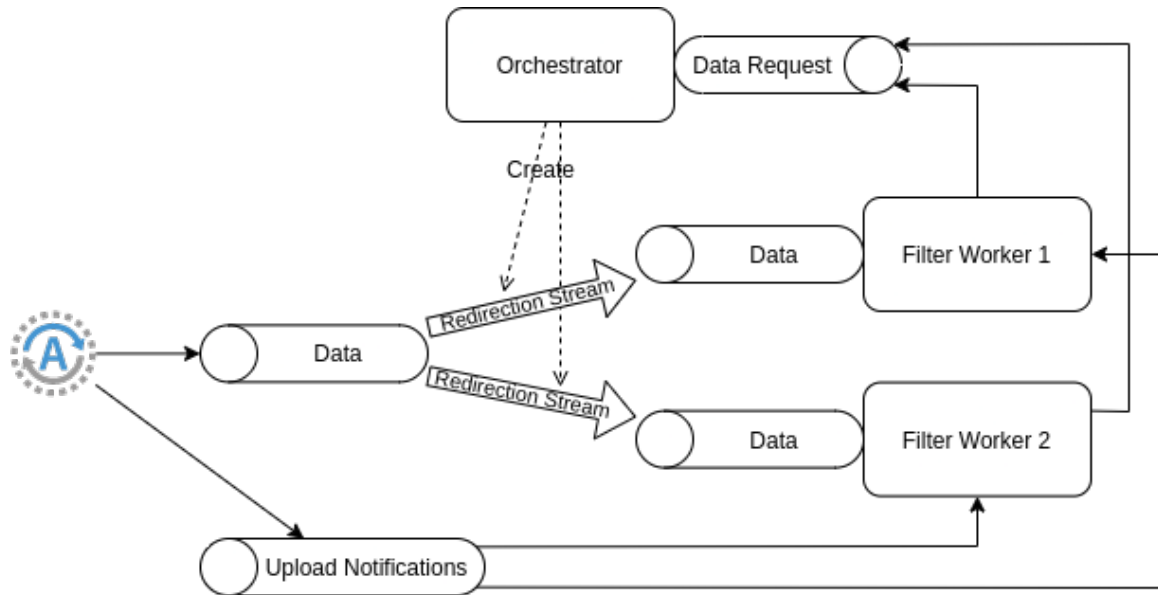 Orchestrator
Data Request
Create
Data
Filter Worker 1
Redirection Stream
A
Data
Redirection Stream
Data
Filter Worker 2
Upload Notifications